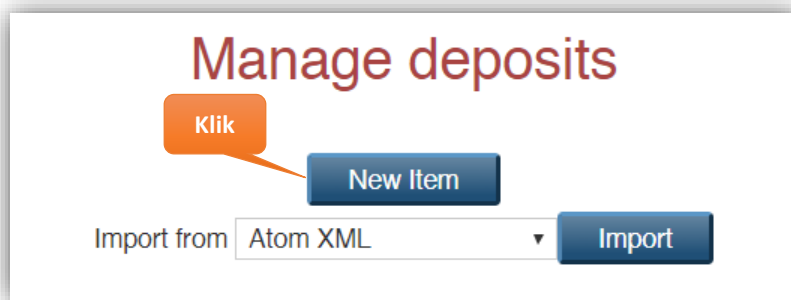 Manage deposits
Klik
New Item
Import from Atom XML Import